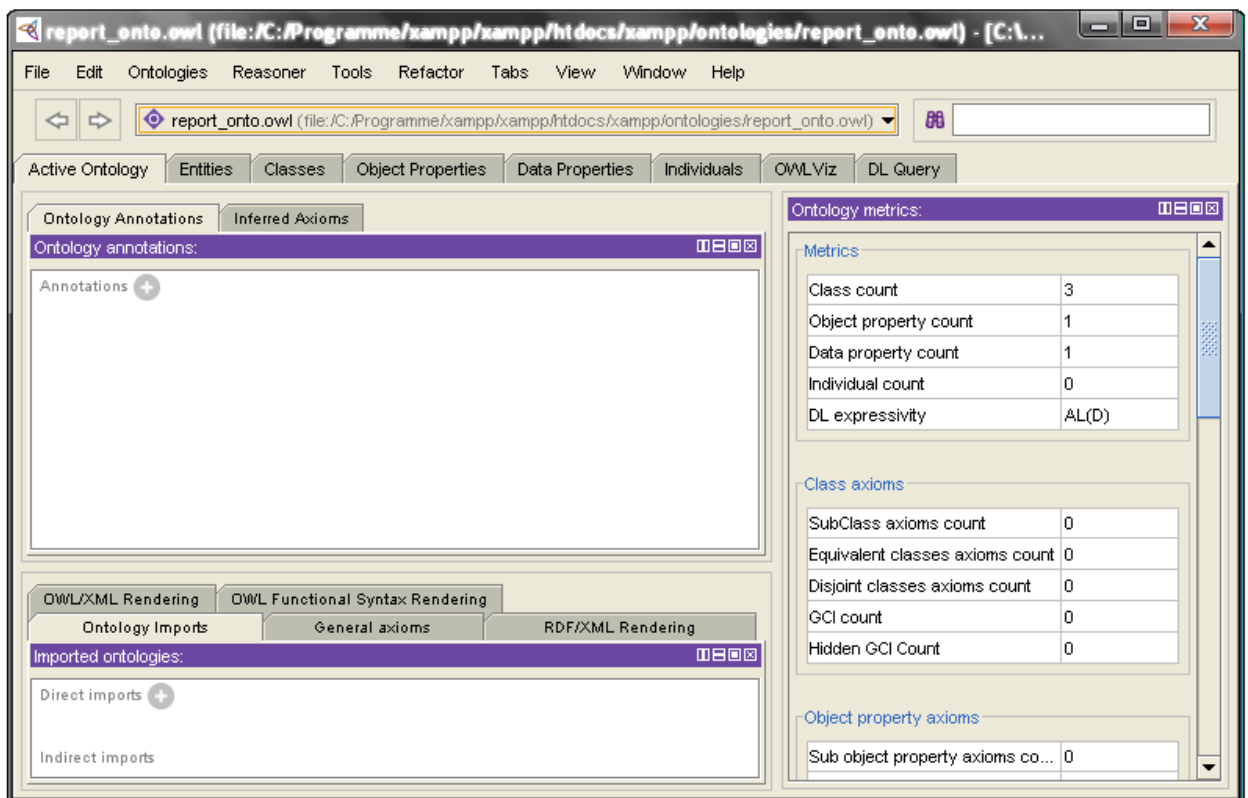 report_onto.owl (file:/C:/Programme/xampp/xampp/htdocs/xampp/ontologies/report_onto.owl) - [C:\...
File Edit Ontologies Reasoner Tools Refactor Tabs View Window Help
report_onto.owl (file:/C:/Programme/xampp/xampp/htdocs/xampp/ontologies/report_onto.owl)
Active Ontology Entities Classes Object Properties Data Properties Individuals OWLViz DL Query
Ontology Annotations Inferred Axioms
Ontology annotations:
Annotations
OWL/XML Rendering OWL Functional Syntax Rendering
Ontology Imports General axioms RDF/XML Rendering
Imported ontologies:
Direct imports
Indirect imports
Ontology metrics:
Metrics
Class count 3
Object property count 1
Data property count 1
Individual count 0
DL expressivity AL(D)
Class axioms
SubClass axioms count 0
Equivalent classes axioms count 0
Disjoint classes axioms count 0
GCI count 0
Hidden GCI Count 0
Object property axioms
Sub object property axioms co... 0